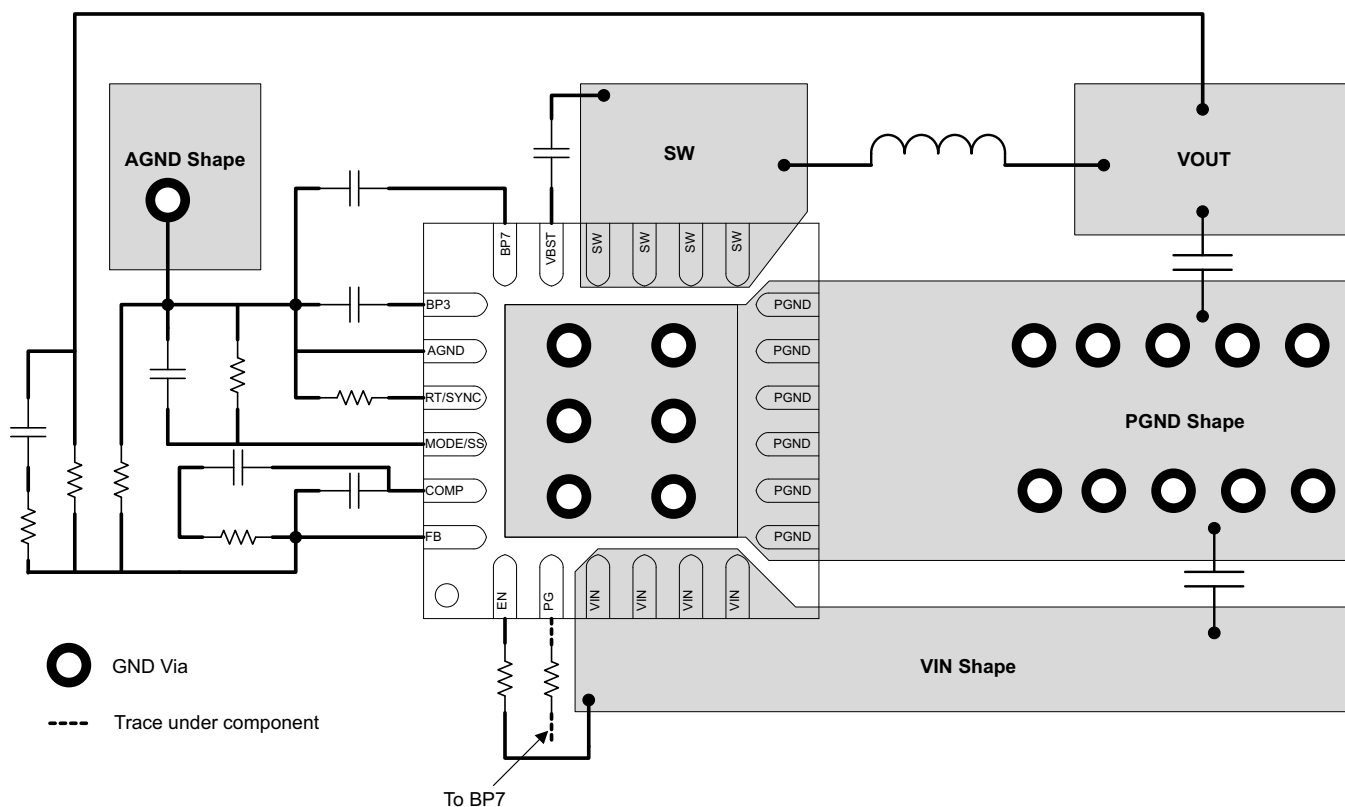 AGND Shape
SW
VOUT
BP7
VBST
SW
SW
SW
SW
BP3
AGND
RT/SYNC
MODE/SS
COMP
FB
PGND
PGND
PGND
PGND
PGND
PGND
PGND Shape
EN
PG
VIN
VIN
VIN
VIN
VIN Shape
GND Via
Trace under component
To BP7